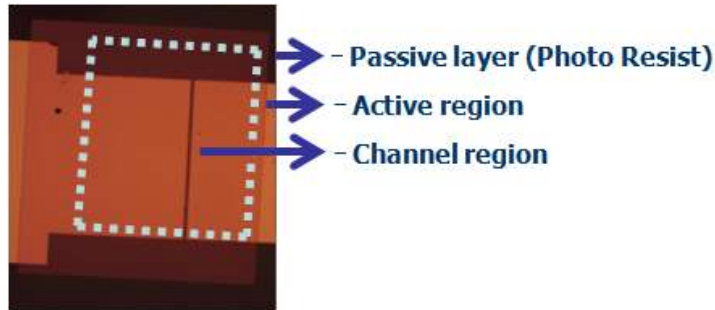 – Passive layer (Photo Resist)
– Active region
– Channel region